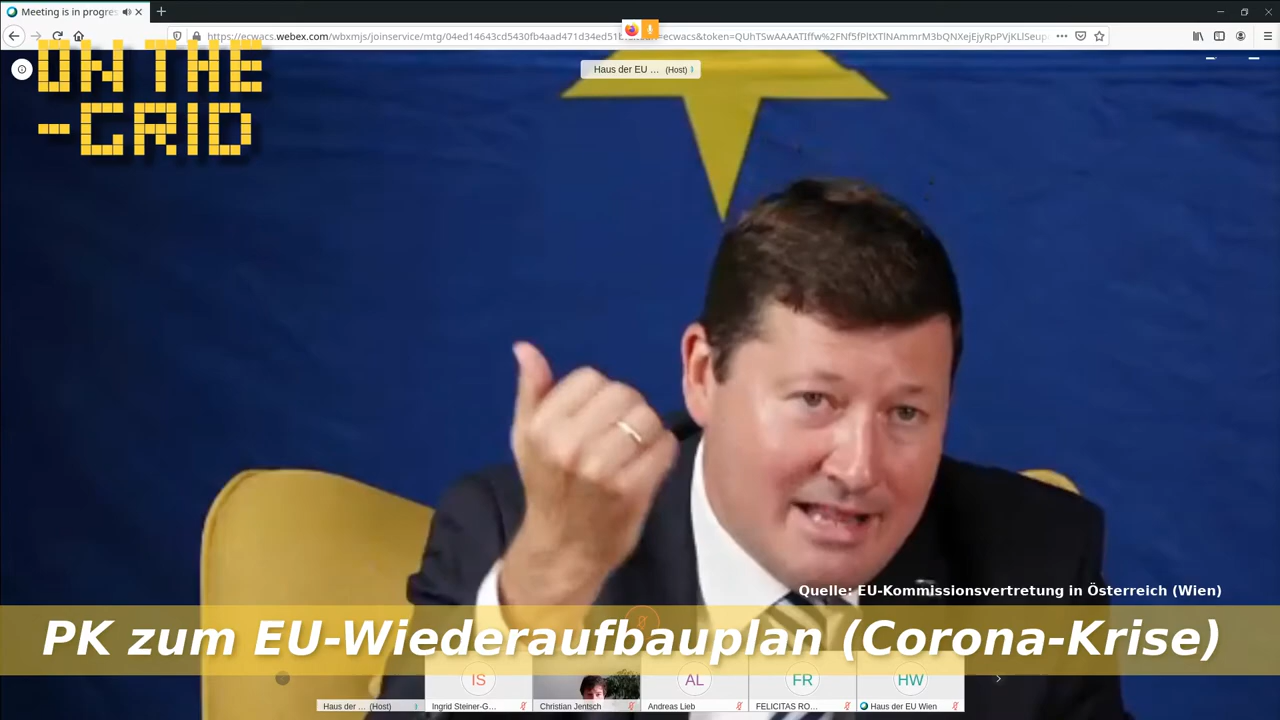 Meeting is in progres
https://ecwacs.webex.com/wbxmjs/joinservice/mtg/04ed14643cd5430fb4aad471d34ed51b
ON THE
-GRID
Haus der EU ... (Host)
Quelle: EU-Kommissionsvertretung in Österreich (Wien)
PK zum EU-Wiederaufbauplan (Corona-Krise)
IS
AL
FR
HW
Haus der ... (Host)
Ingrid Steiner-G...
Christian Jentsch
Andreas Lieb
FELICITAS RO...
Haus der EU Wien